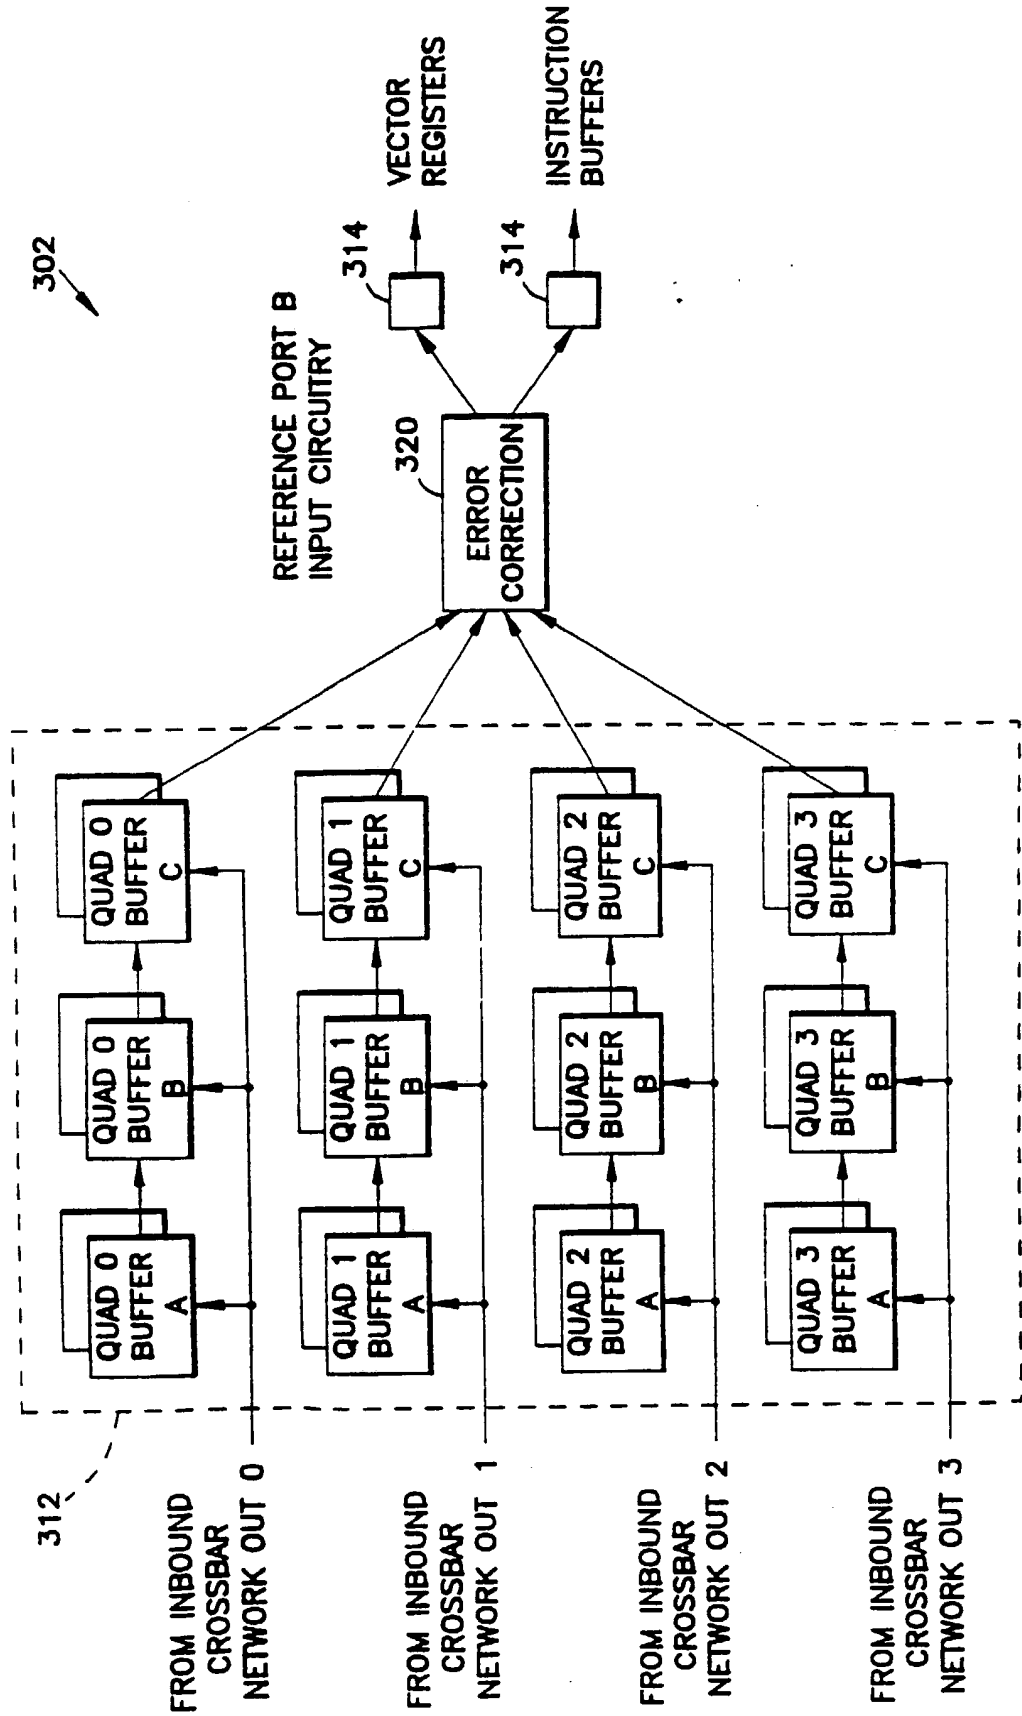 302
REFERENCE PORT B
INPUT CIRCUITRY
312
FROM INBOUND
CROSSBAR
NETWORK OUT 0
QUAD 0
BUFFER
A
QUAD 0
BUFFER
B
QUAD 0
BUFFER
C
FROM INBOUND
CROSSBAR
NETWORK OUT 1
QUAD 1
BUFFER
A
QUAD 1
BUFFER
B
QUAD 1
BUFFER
C
FROM INBOUND
CROSSBAR
NETWORK OUT 2
QUAD 2
BUFFER
A
QUAD 2
BUFFER
B
QUAD 2
BUFFER
C
FROM INBOUND
CROSSBAR
NETWORK OUT 3
QUAD 3
BUFFER
A
QUAD 3
BUFFER
B
QUAD 3
BUFFER
C
320
ERROR
CORRECTION
314
VECTOR
REGISTERS
314
INSTRUCTION
BUFFERS